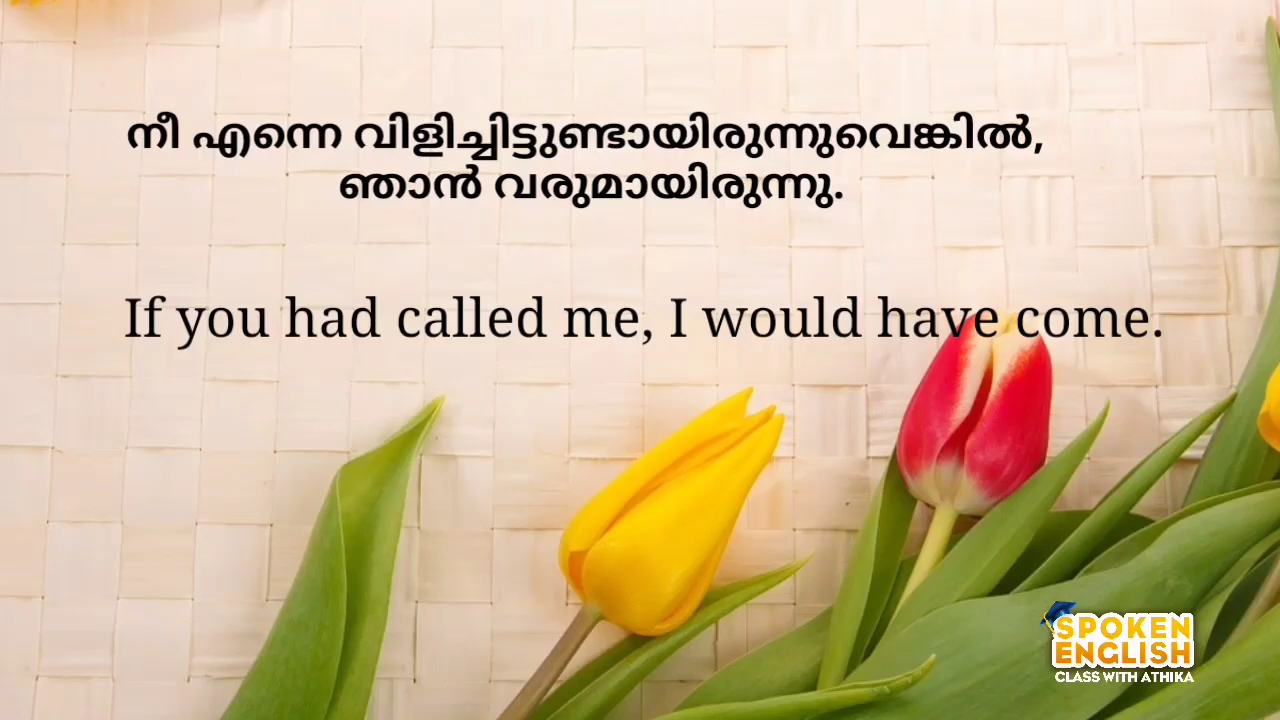 നീ എന്നെ വിളിച്ചിട്ടുണ്ടായിരുന്നുവെങ്കിൽ,
ഞാൻ വരുമായിരുന്നു.
If you had called me, I would have come.
SPOKEN
ENGLISH
CLASS WITH ATHIKA